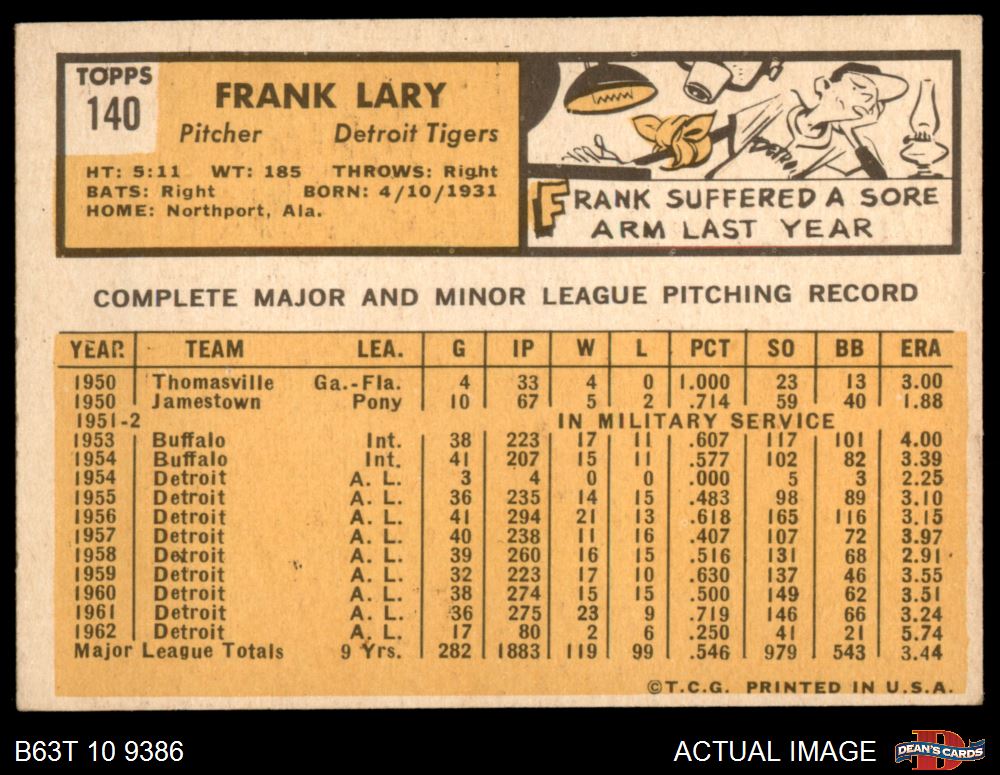 TOPPS
140
FRANK LARY
Pitcher Detroit Tigers
HT: 5:11 WT: 185 THROWS: Right
BATS: Right BORN: 4/10/1931
HOME: Northport, Ala.
DETROI
FRANK SUFFERED A SORE
ARM LAST YEAR
COMPLETE MAJOR AND MINOR LEAGUE PITCHING RECORD
YEAR TEAM LEA. G IP W L PCT SO BB ERA
1950 Thomasville Ga.-Fla. 4 33 4 0 1.000 23 13 3.00
1950 Jamestown Pony 10 67 5 2 .714 59 40 1.88
1951-2 IN MILITARY SERVICE
1953 Buffalo Int. 38 223 17 11 .607 117 101 4.00
1954 Buffalo Int. 41 207 15 11 .577 102 82 3.39
1954 Detroit A. L. 3 4 0 0 .000 5 3 2.25
1955 Detroit A. L. 36 235 14 15 .483 98 89 3.10
1956 Detroit A. L. 41 294 21 13 .618 165 116 3.15
1957 Detroit A. L. 40 238 11 16 .407 107 72 3.97
1958 Detroit A. L. 39 260 16 15 .516 131 68 2.91
1959 Detroit A. L. 32 223 17 10 .630 137 46 3.55
1960 Detroit A. L. 38 274 15 15 .500 149 62 3.51
1961 Detroit A. L. 36 275 23 9 .719 146 66 3.24
1962 Detroit A. L. 17 80 2 6 .250 41 21 5.74
Major League Totals 9 Yrs. 282 1883 119 99 .546 979 543 3.44
©T.C.G. PRINTED IN U.S.A.
B63T 10 9386 ACTUAL IMAGE
DEAN'S CARDS